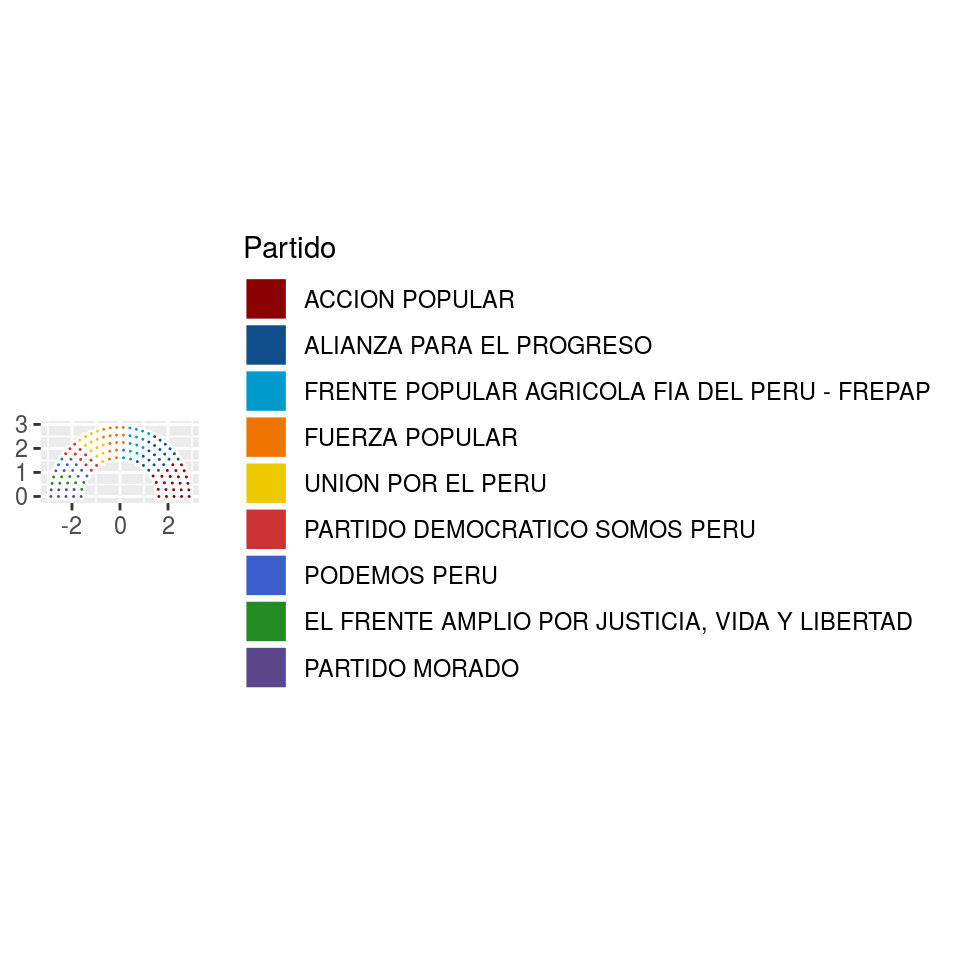 Partido
ACCION POPULAR
ALIANZA PARA EL PROGRESO
FRENTE POPULAR AGRICOLA FIA DEL PERU - FREPAP
FUERZA POPULAR
UNION POR EL PERU
PARTIDO DEMOCRATICO SOMOS PERU
PODEMOS PERU
EL FRENTE AMPLIO POR JUSTICIA, VIDA Y LIBERTAD
PARTIDO MORADO
3
2
1
0
-2 0 2